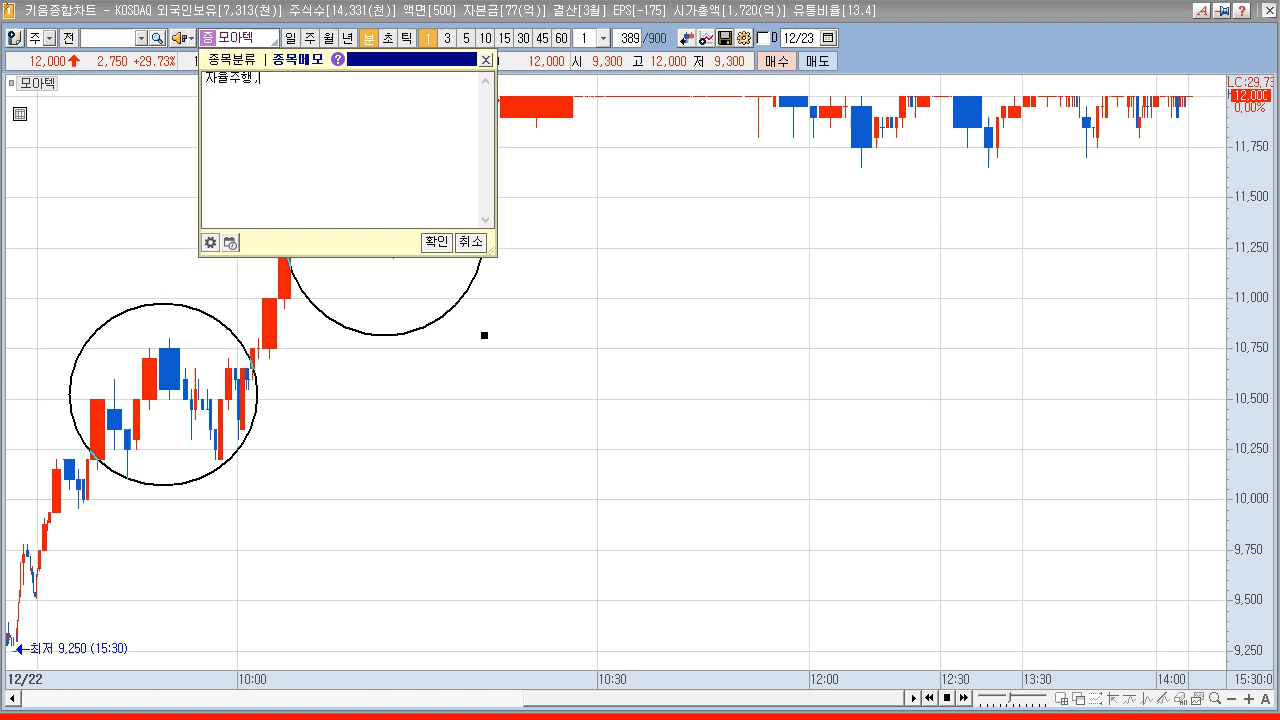 키움종합차트 - KOSDAQ 외국인보유[7,313(천)] 주식수[14,331(천)] 액면[500] 자본금[77(억)] 결산[3월] EPS[-175] 시가총액[1,720(억)] 유통비율[13.4]
주 전 종 모아텍 일 주 월 년 분 초 틱 1 3 5 10 15 30 45 60 1 389 /900 D 12/23
12,000 2,750 +29.73% 12,000 시 9,300 고 12,000 저 9,300 매수 매도
종목분류 | 종목메모 ?
자율주행,
확인 취소
모아텍
LC:29,73
12,000
0,00%
11,750
11,500
11,250
11,000
10,750
10,500
10,250
10,000
9,750
9,500
9,250
최저 9,250 (15:30)
12/22 10:00 10:30 12:00 12:30 13:30 14:00 15:30:0
A